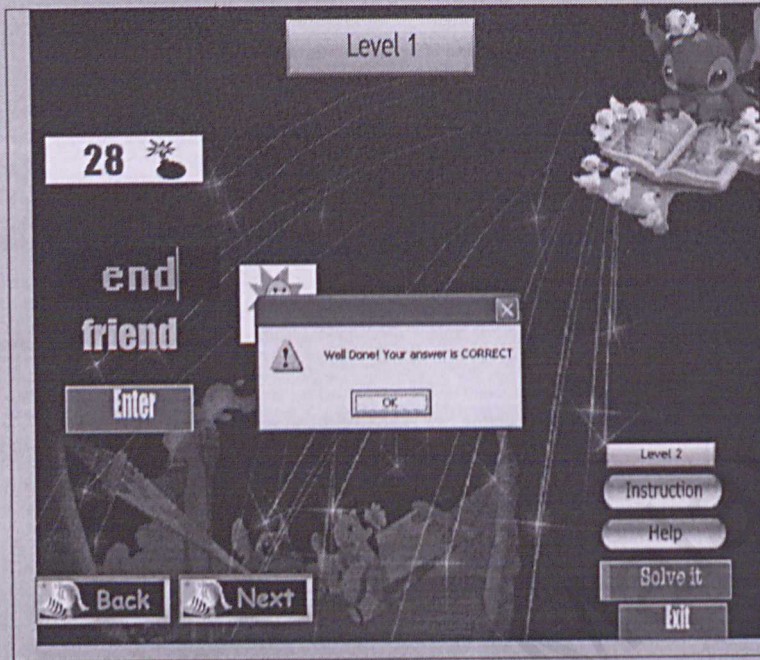 Level 1
28
end
friend
Enter
Well Done! Your answer is CORRECT
OK
Level 2
Instruction
Help
Solve it
Exit
Back
Next